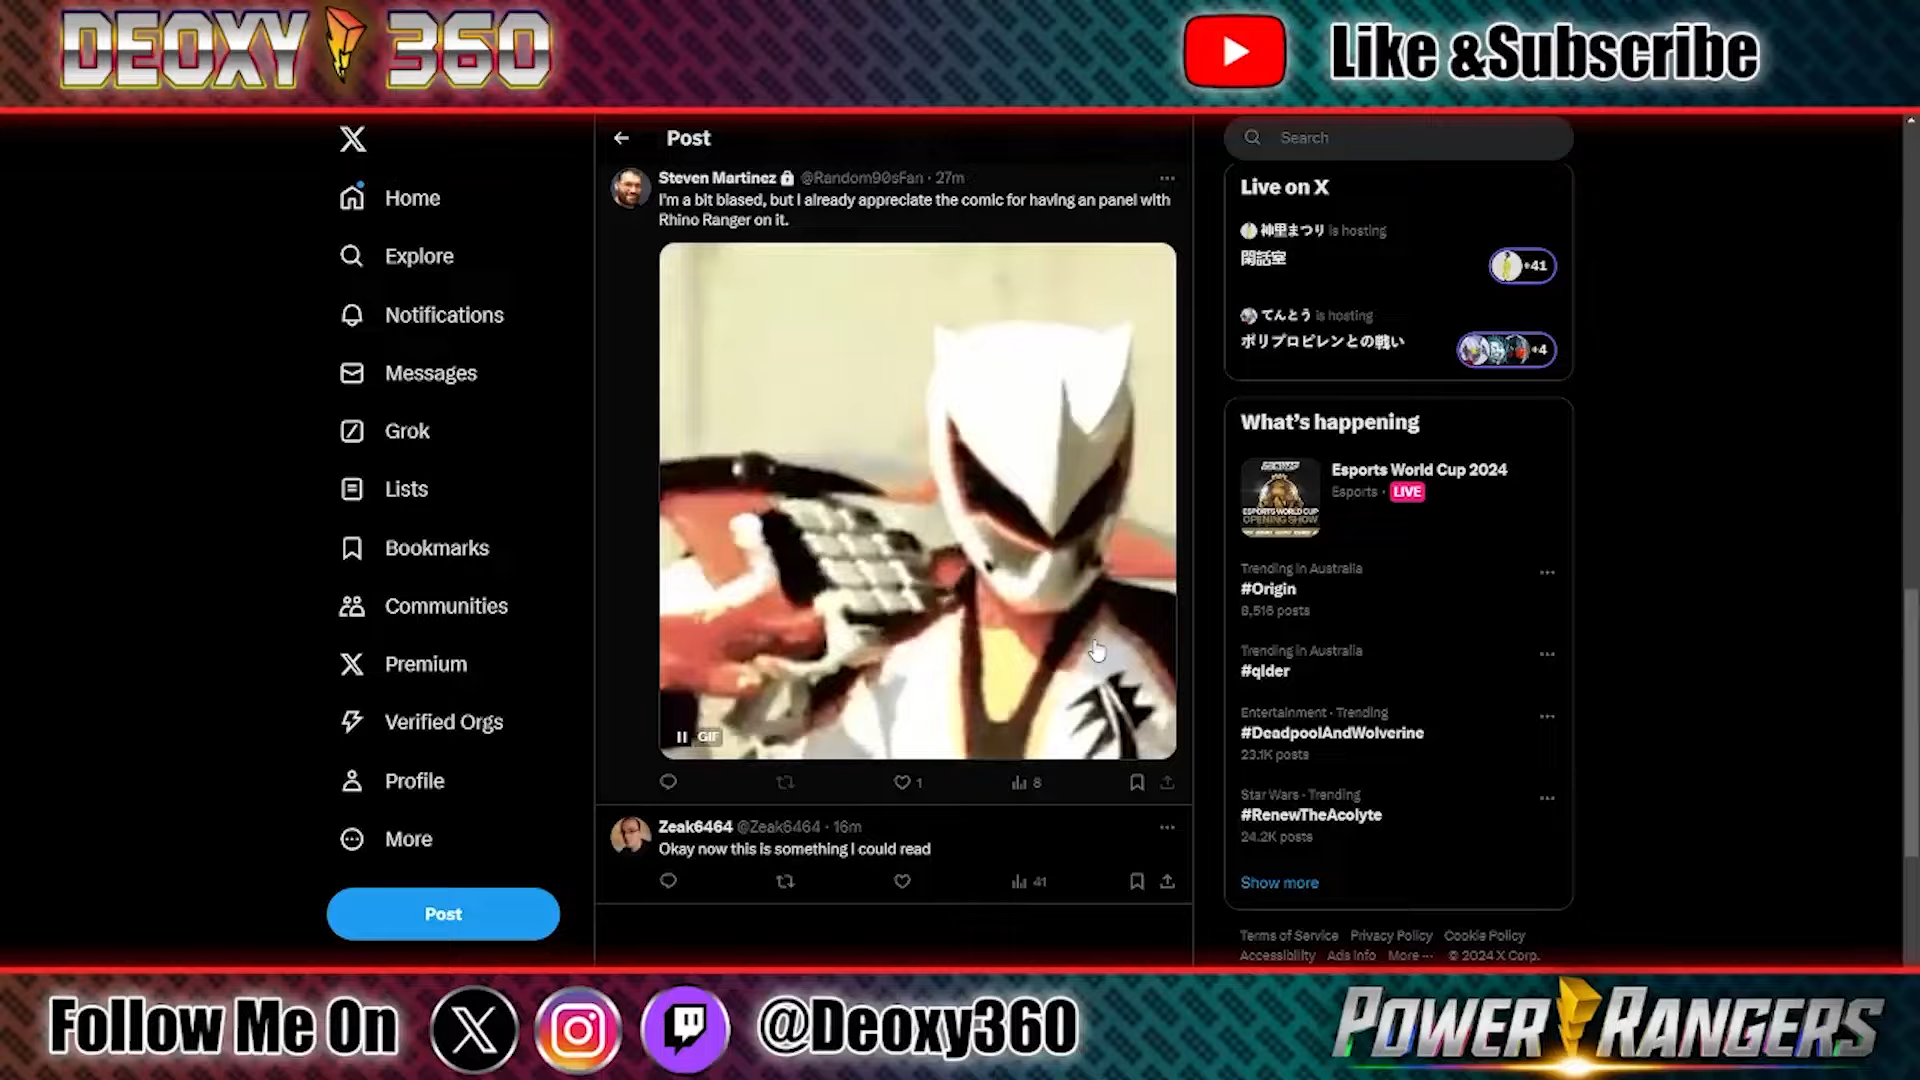 DEOXY 360
Like &Subscribe
Post
Search
Home
Explore
Notifications
Messages
Grok
Lists
Bookmarks
Communities
Premium
Verified Orgs
Profile
More
Post
Steven Martinez @Random90sFan · 27m
I'm a bit biased, but I already appreciate the comic for having an panel with
Rhino Ranger on it.
GIF
1
8
Zeak6464 @Zeak6464 · 16m
Okay now this is something I could read
41
Live on X
神里まつり is hosting
閑話室
+41
てんとう is hosting
ポリプロピレンとの戦い
+4
What's happening
Esports World Cup 2024
Esports · LIVE
ESPORTS WORLD CUP
OPENING SHOW
Trending in Australia
#Origin
8,516 posts
Trending in Australia
#qlder
Entertainment · Trending
#DeadpoolAndWolverine
23.1K posts
Star Wars · Trending
#RenewTheAcolyte
24.2K posts
Show more
Terms of Service Privacy Policy Cookie Policy
Accessibility Ads info More ··· © 2024 X Corp.
Follow Me On
@Deoxy360
POWER RANGERS